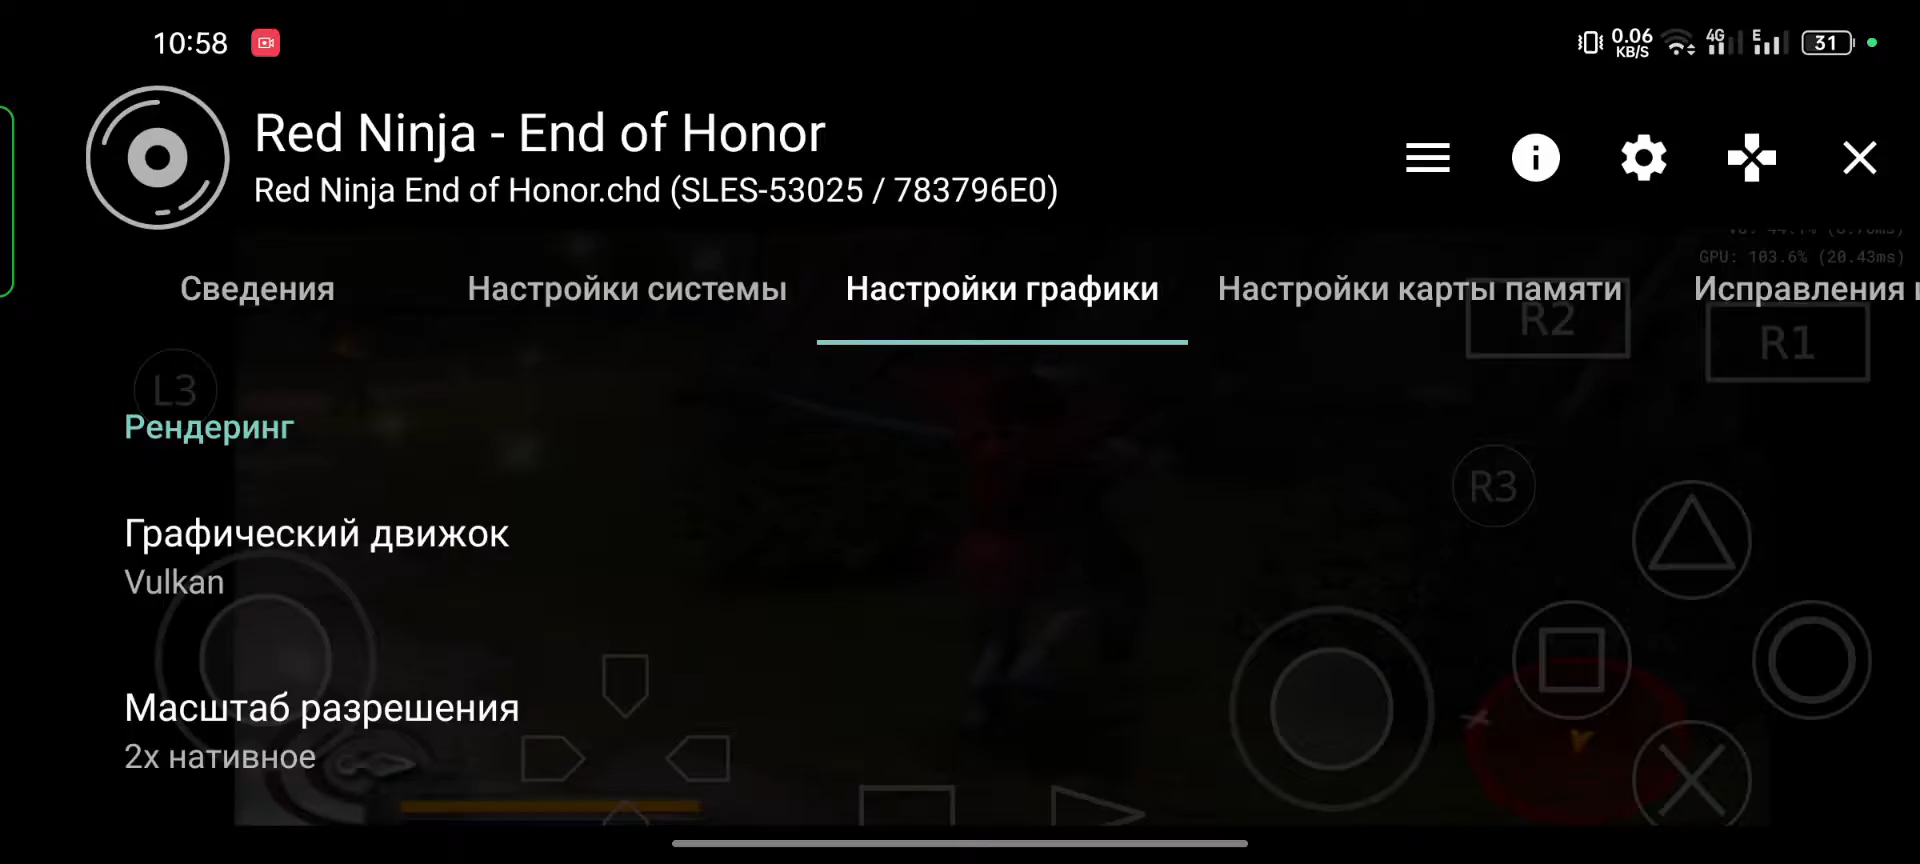 10:58
0.06
KB/S
4G
E
31
Red Ninja - End of Honor
Red Ninja End of Honor.chd (SLES-53025 / 783796E0)
GPU: 103.6% (20.43ms)
Сведения
Настройки системы
Настройки графики
Настройки карты памяти
Исправления
R2
R1
L3
Рендеринг
R3
Графический движок
Vulkan
Масштаб разрешения
2x нативное